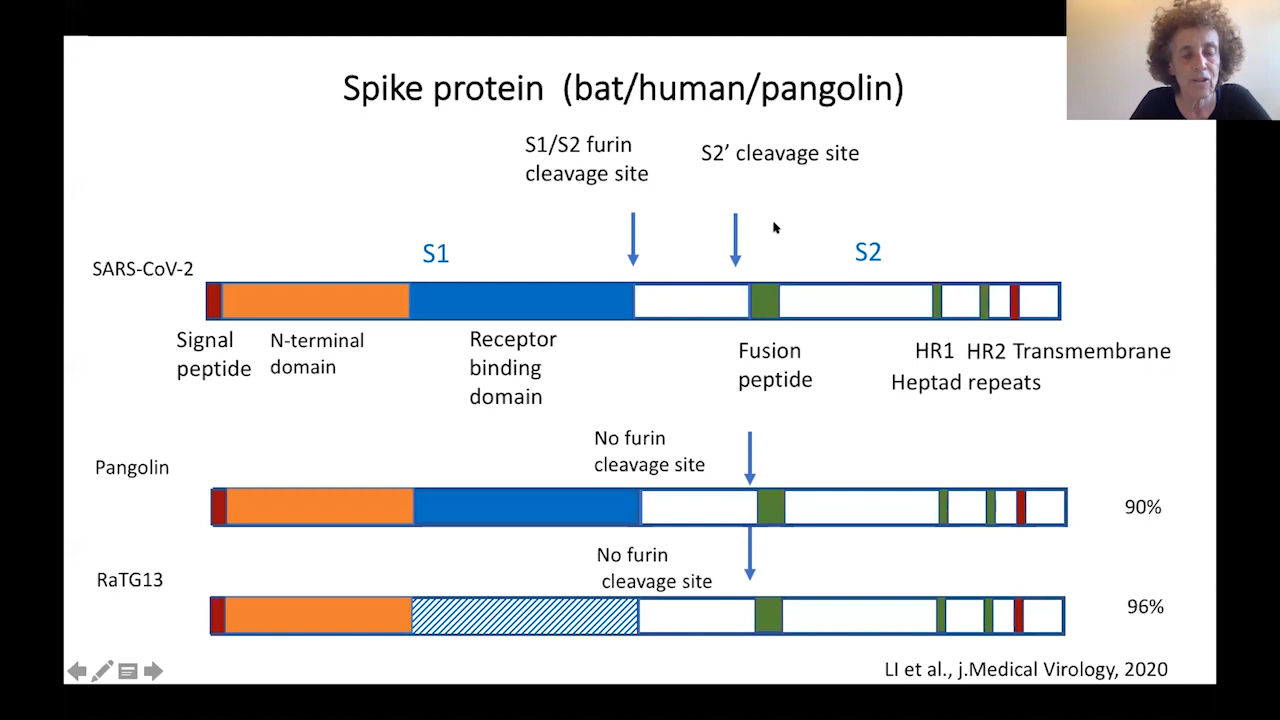 Spike protein (bat/human/pangolin)
S1/S2 furin
cleavage site
S2’ cleavage site
S1
S2
SARS-CoV-2
Signal
peptide
N-terminal
domain
Receptor
binding
domain
Fusion
peptide
HR1 HR2 Transmembrane
Heptad repeats
No furin
cleavage site
Pangolin
90%
No furin
cleavage site
RaTG13
96%
LI et al., j.Medical Virology, 2020